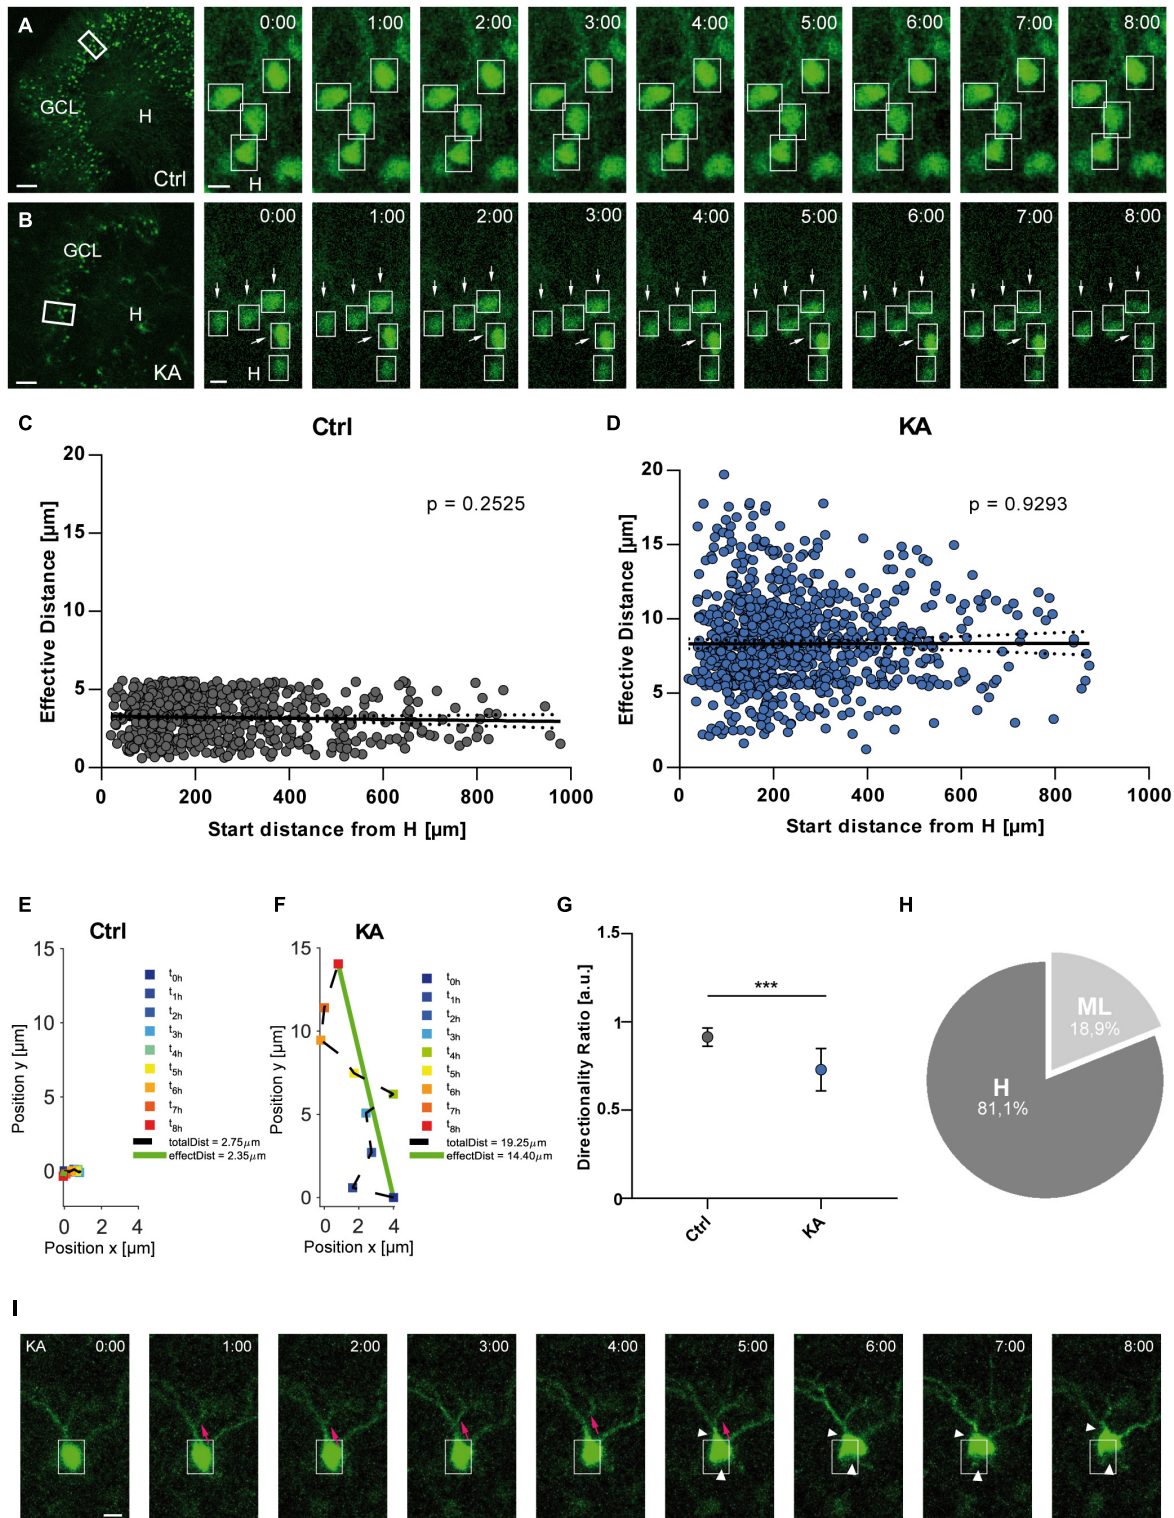 A
GCL
H
Ctrl
0:00
H
1:00
2:00
3:00
4:00
5:00
6:00
7:00
8:00
B
GCL
H
KA
0:00
H
1:00
2:00
3:00
4:00
5:00
6:00
7:00
8:00
C
Ctrl
p = 0.2525
Effective Distance [µm]
20
15
10
5
0
0 200 400 600 800 1000
Start distance from H [µm]
D
KA
p = 0.9293
Effective Distance [µm]
20
15
10
5
0
0 200 400 600 800 1000
Start distance from H [µm]
E
Ctrl
Position y [µm]
15
10
5
0
0 2 4
Position x [µm]
t0h
t1h
t2h
t3h
t4h
t5h
t6h
t7h
t8h
totalDist = 2.75µm
effectDist = 2.35µm
F
KA
Position y [µm]
15
10
5
0
0 2 4
Position x [µm]
t0h
t1h
t2h
t3h
t4h
t5h
t6h
t7h
t8h
totalDist = 19.25µm
effectDist = 14.40µm
G
Directionality Ratio [a.u.]
1.5
1
0.5
0
***
Ctrl
KA
H
ML
18,9%
H
81,1%
I
KA
0:00
1:00
2:00
3:00
4:00
5:00
6:00
7:00
8:00